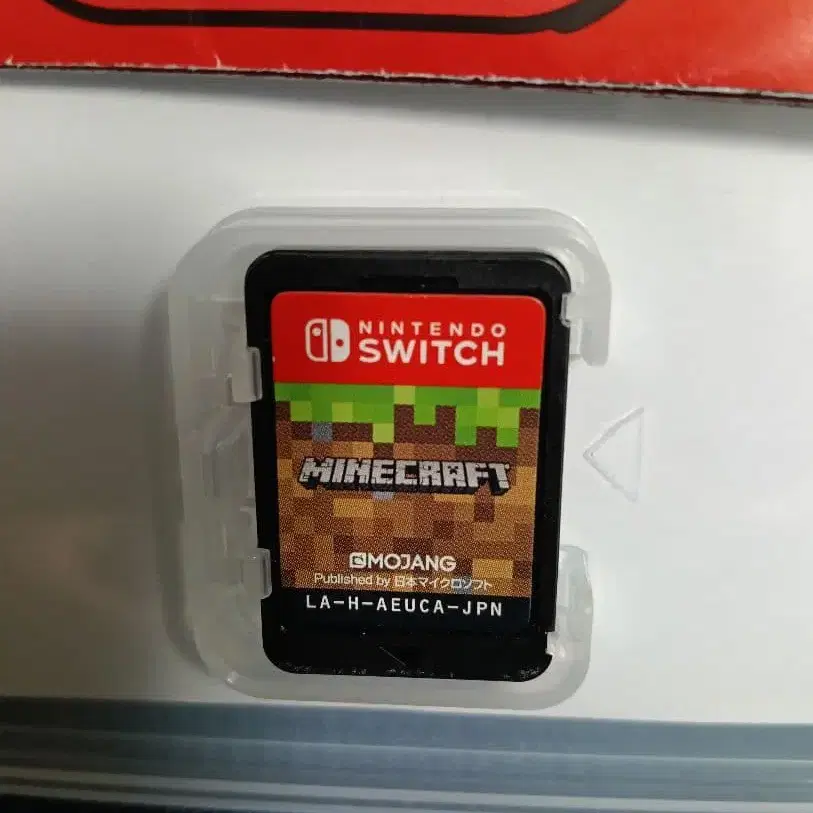 NINTENDO
SWITCH
MINECRAFT
MOJANG
Published by 日本マイクロソフト
LA-H-AEUCA-JPN